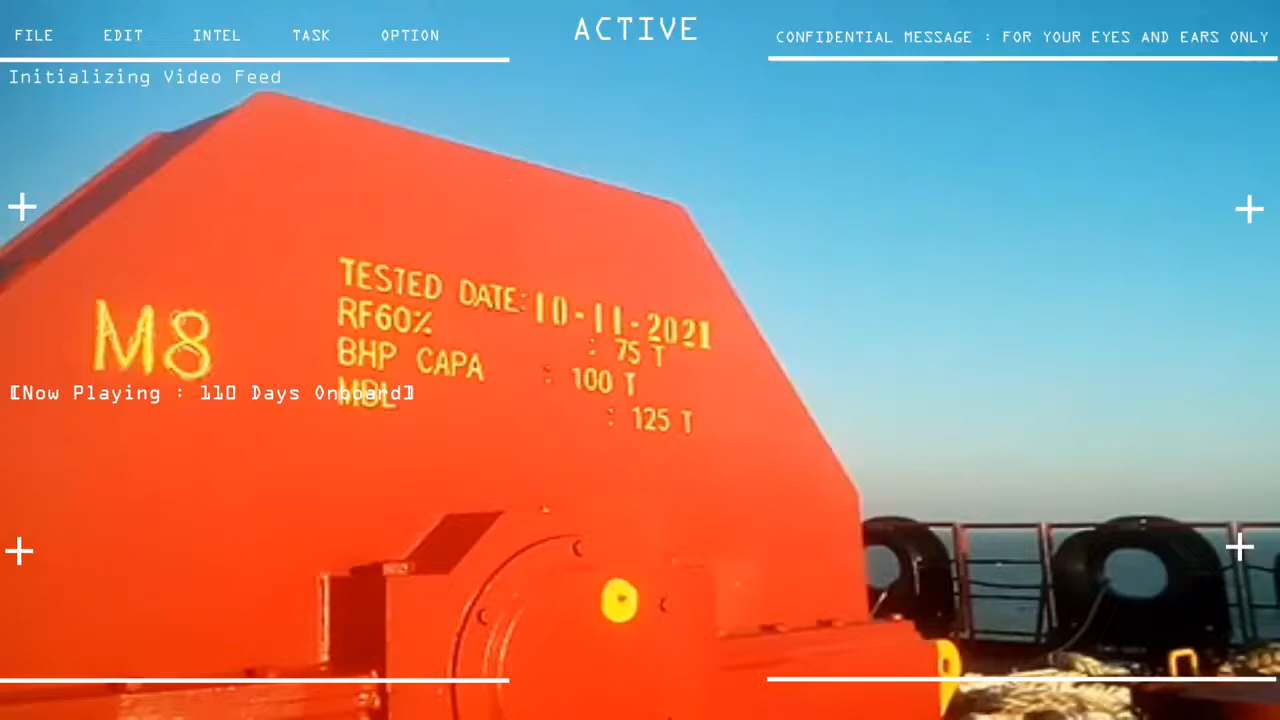 FILE EDIT INTEL TASK OPTION
ACTIVE
CONFIDENTIAL MESSAGE : FOR YOUR EYES AND EARS ONLY
Initializing Video Feed
M8
TESTED DATE: 10-11-2021
RF60% : 75 T
BHP CAPA : 100 T
MBL : 125 T
[Now Playing : 110 Days Onboard]